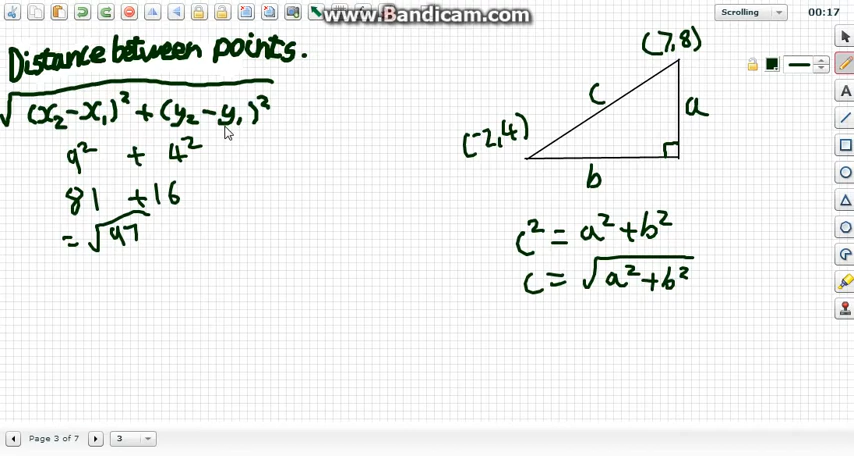 www.Bandicam.com
Scrolling
00:17
Distance between points.
√(x₂-x₁)² + (y₂-y₁)²
9² + 4²
81 + 16
= √97
(7,8)
c
a
(-2,4)
b
c² = a² + b²
c = √a² + b²
A
Page 3 of 7
3